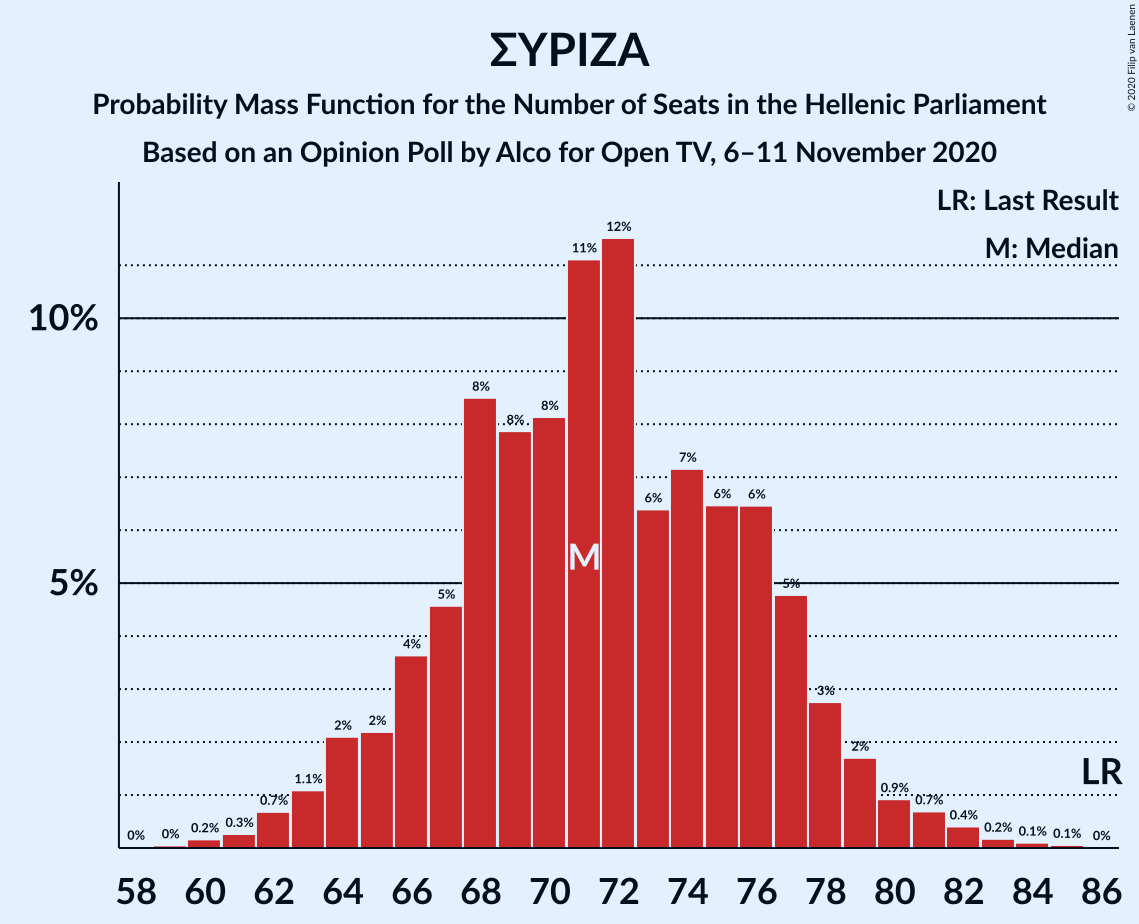 ΣΥΡΙΖΑ
Probability Mass Function for the Number of Seats in the Hellenic Parliament
Based on an Opinion Poll by Alco for Open TV, 6–11 November 2020
© 2020 Filip van Laenen
LR: Last Result
M: Median
10%
5%
0% 0% 0.2% 0.3% 0.7% 1.1% 2% 2% 4% 5% 8% 8% 8% 11% 12% 6% 7% 6% 6% 5% 3% 2% 0.9% 0.7% 0.4% 0.2% 0.1% 0.1% 0%
M
LR
58 60 62 64 66 68 70 72 74 76 78 80 82 84 86